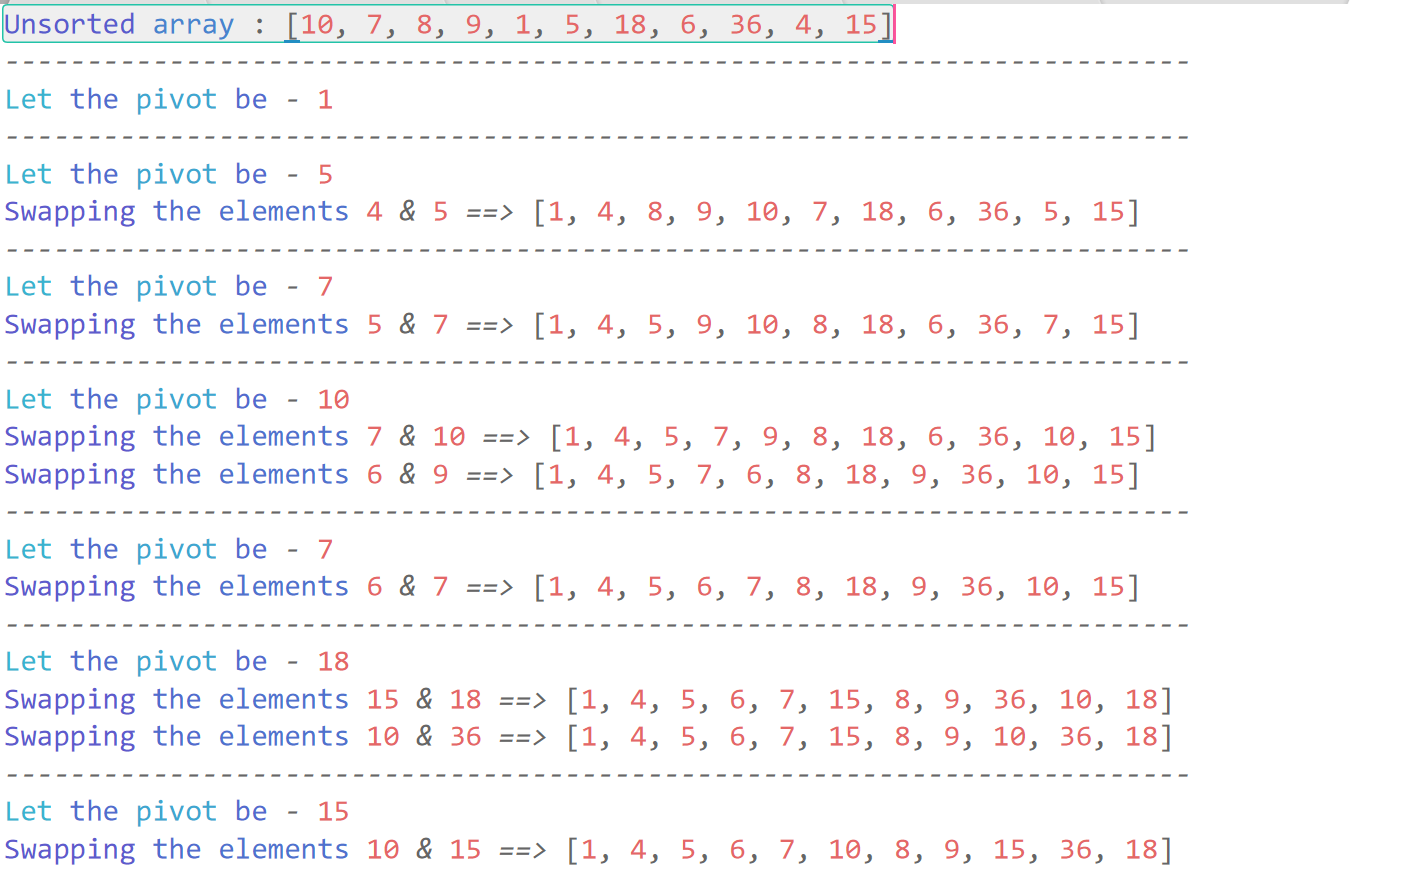 Unsorted array : [10, 7, 8, 9, 1, 5, 18, 6, 36, 4, 15]
------------------------------------------------------------------------
Let the pivot be - 1
------------------------------------------------------------------------
Let the pivot be - 5
Swapping the elements 4 & 5 ==> [1, 4, 8, 9, 10, 7, 18, 6, 36, 5, 15]
------------------------------------------------------------------------
Let the pivot be - 7
Swapping the elements 5 & 7 ==> [1, 4, 5, 9, 10, 8, 18, 6, 36, 7, 15]
------------------------------------------------------------------------
Let the pivot be - 10
Swapping the elements 7 & 10 ==> [1, 4, 5, 7, 9, 8, 18, 6, 36, 10, 15]
Swapping the elements 6 & 9 ==> [1, 4, 5, 7, 6, 8, 18, 9, 36, 10, 15]
------------------------------------------------------------------------
Let the pivot be - 7
Swapping the elements 6 & 7 ==> [1, 4, 5, 6, 7, 8, 18, 9, 36, 10, 15]
------------------------------------------------------------------------
Let the pivot be - 18
Swapping the elements 15 & 18 ==> [1, 4, 5, 6, 7, 15, 8, 9, 36, 10, 18]
Swapping the elements 10 & 36 ==> [1, 4, 5, 6, 7, 15, 8, 9, 10, 36, 18]
------------------------------------------------------------------------
Let the pivot be - 15
Swapping the elements 10 & 15 ==> [1, 4, 5, 6, 7, 10, 8, 9, 15, 36, 18]